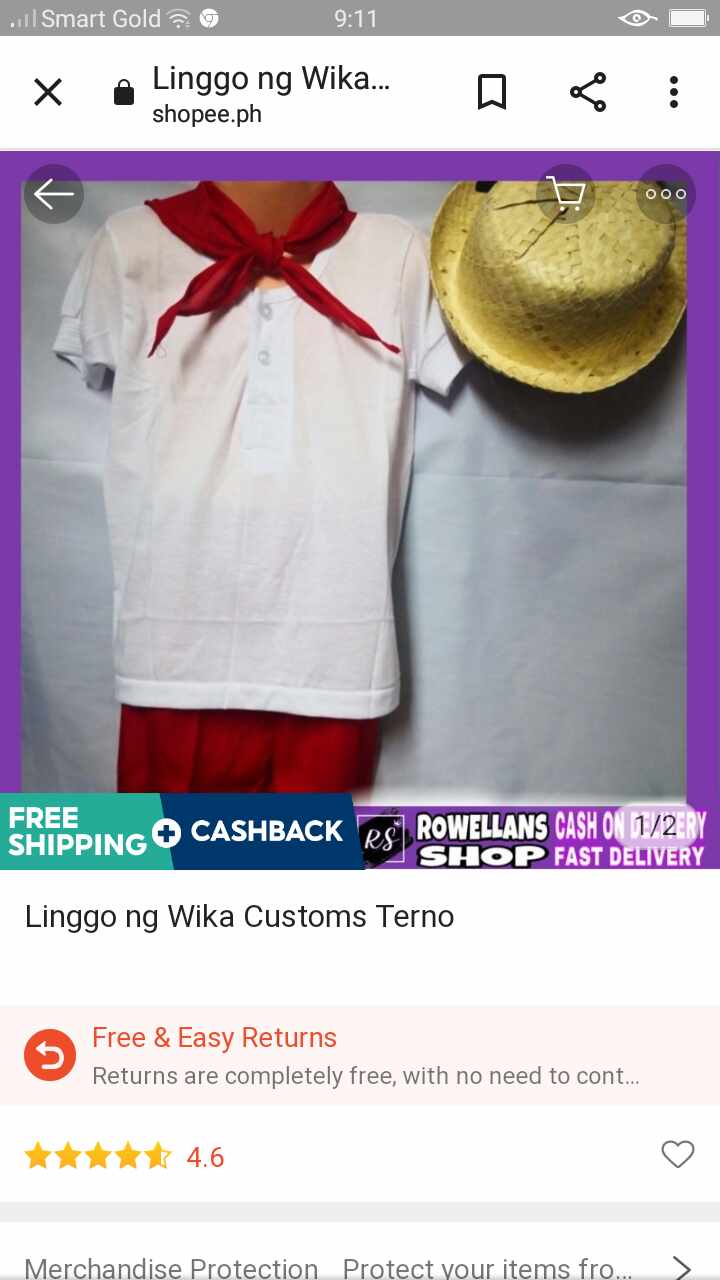 Smart Gold 9:11
Linggo ng Wika...
shopee.ph
FREE
SHIPPING + CASHBACK
RS ROWELLANS CASH ON DELIVERY
SHOP FAST DELIVERY
1/2
Linggo ng Wika Customs Terno
Free & Easy Returns
Returns are completely free, with no need to cont...
4.6
Merchandise Protection Protect your items fro...